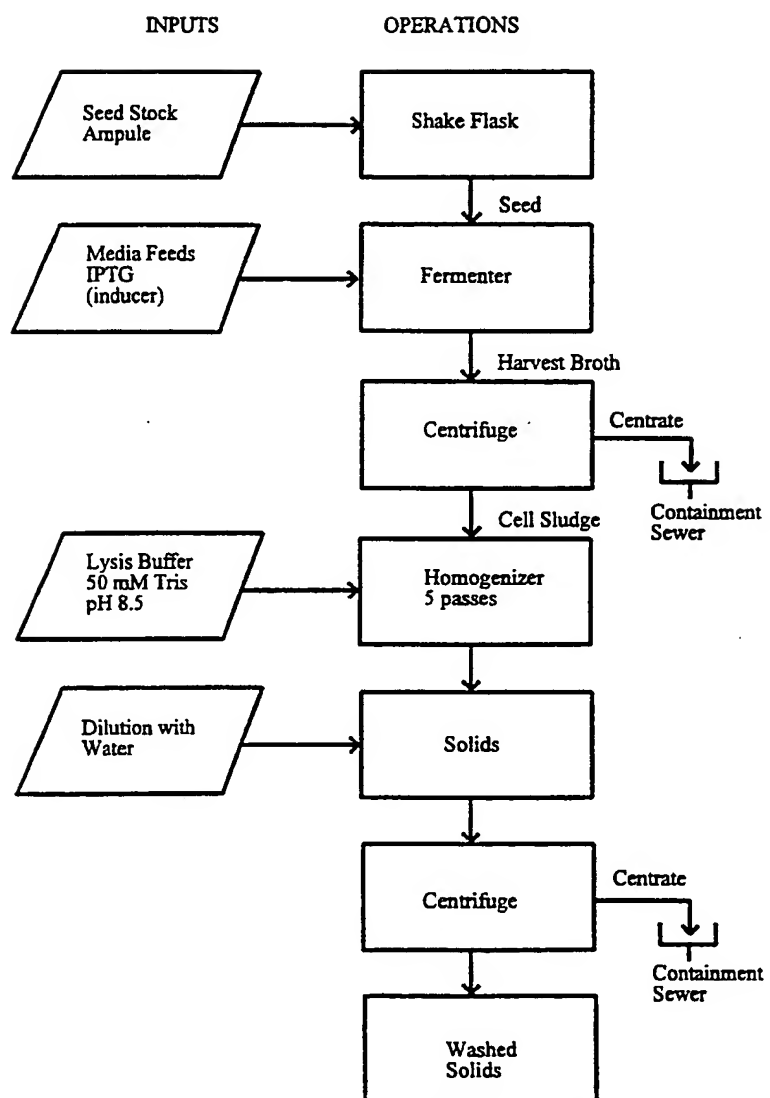 INPUTS OPERATIONS
Seed Stock
Ampule
Shake Flask
Seed
Media Feeds
IPTG
(inducer)
Fermenter
Harvest Broth
Centrifuge
Centrate
Containment
Sewer
Cell Sludge
Lysis Buffer
50 mM Tris
pH 8.5
Homogenizer
5 passes
Dilution with
Water
Solids
Centrifuge
Centrate
Containment
Sewer
Washed
Solids